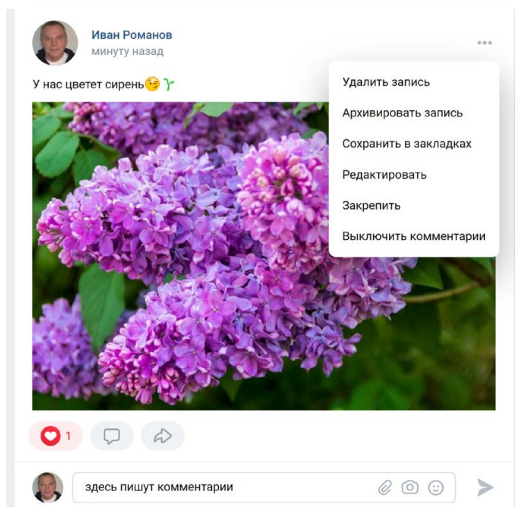 Иван Романов
минуту назад
У нас цветет сирень😏🌱
Удалить запись
Архивировать запись
Сохранить в закладках
Редактировать
Закрепить
Выключить комментарии
1
здесь пишут комментарии